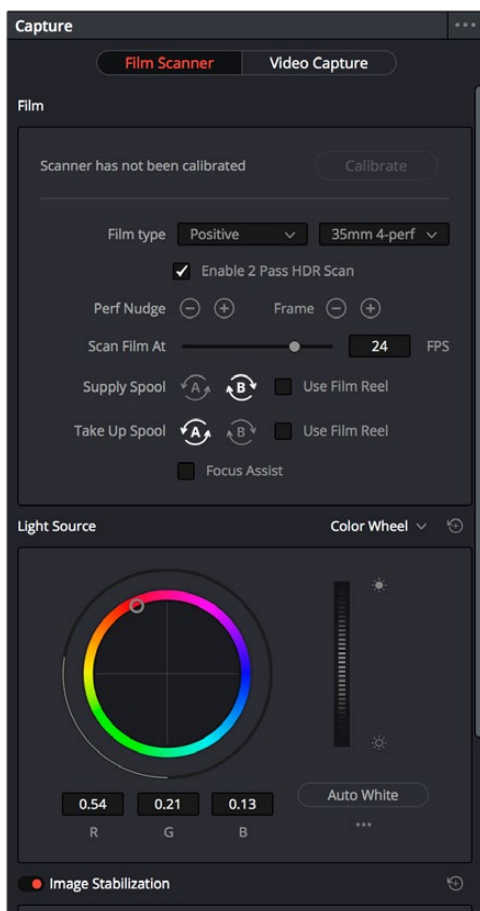 Capture
Film Scanner Video Capture
Film
Scanner has not been calibrated Calibrate
Film type Positive 35mm 4-perf
Enable 2 Pass HDR Scan
Perf Nudge Frame
Scan Film At 24 FPS
Supply Spool A B Use Film Reel
Take Up Spool A B Use Film Reel
Focus Assist
Light Source Color Wheel
0.54 0.21 0.13 Auto White
R G B
Image Stabilization